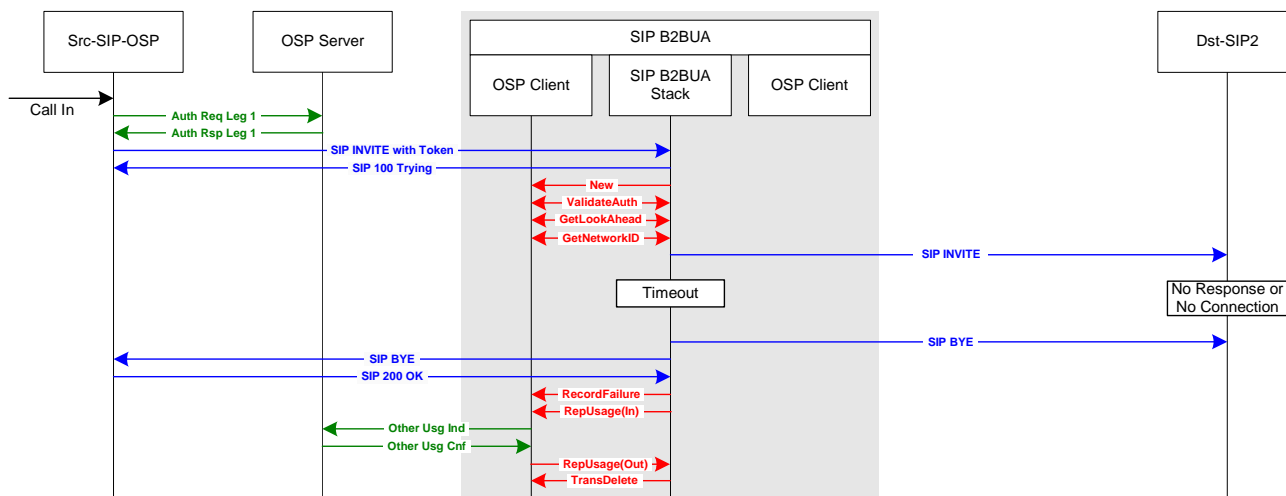 Src-SIP-OSP
OSP Server
SIP B2BUA
Dst-SIP2
OSP Client
SIP B2BUA
Stack
OSP Client
Call In
Auth Req Leg 1
Auth Rsp Leg 1
SIP INVITE with Token
SIP 100 Trying
New
ValidateAuth
GetLookAhead
GetNetworkID
SIP INVITE
Timeout
No Response or
No Connection
SIP BYE
SIP BYE
SIP 200 OK
RecordFailure
RepUsage(In)
Other Usg Ind
Other Usg Cnf
RepUsage(Out)
TransDelete